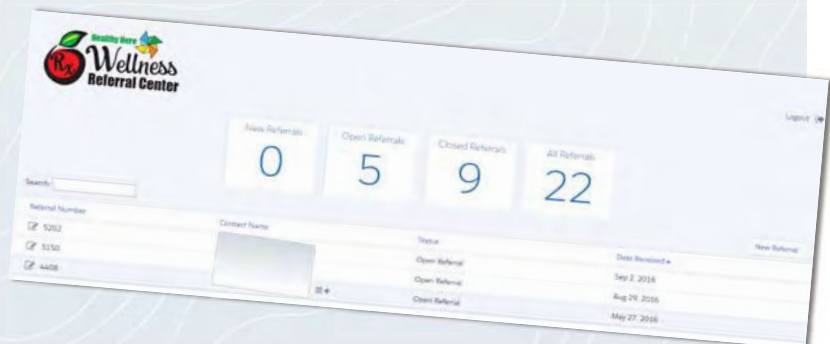 Healthy Here
Rx Wellness
Referral Center
Logout
New Referrals
0
Open Referrals
5
Closed Referrals
9
All Referrals
22
Search:
New Referral
Referral Number
Contact Name
Status
Date Received
5202
Open Referral
Sep 2, 2016
5150
Open Referral
Aug 29, 2016
4408
Open Referral
May 27, 2016